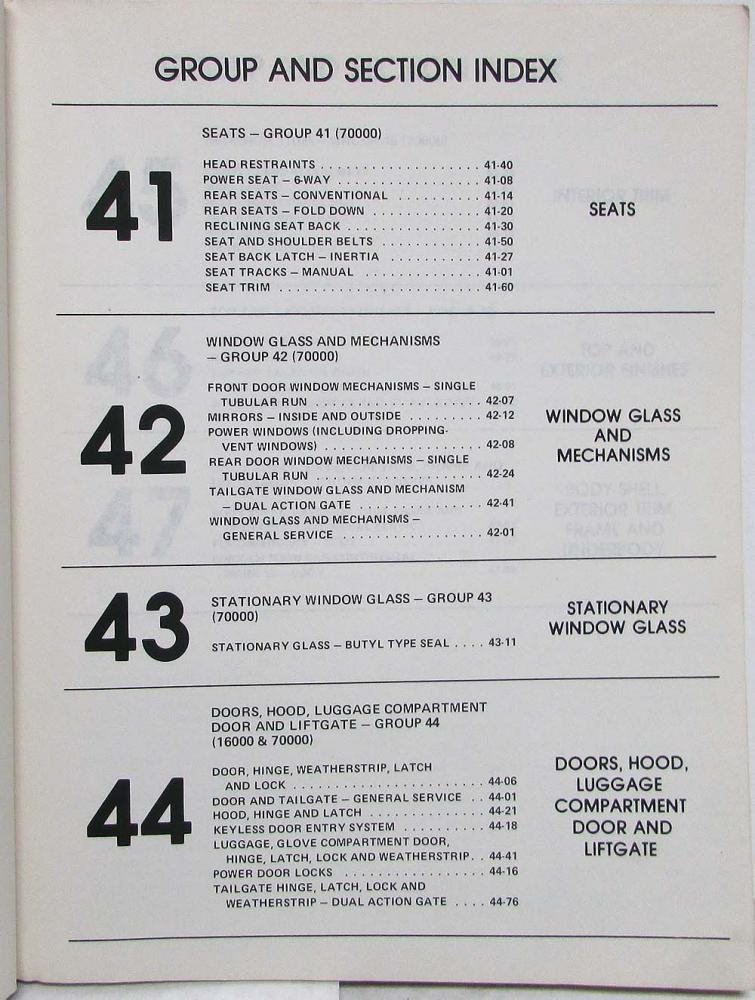 GROUP AND SECTION INDEX
41
SEATS – GROUP 41 (70000)
HEAD RESTRAINTS . . . . . . . . . . . . . . . . . . 41-40
POWER SEAT – 6-WAY . . . . . . . . . . . . . . . . 41-08
REAR SEATS – CONVENTIONAL . . . . . . . . . . 41-14
REAR SEATS – FOLD DOWN . . . . . . . . . . . . . 41-20
RECLINING SEAT BACK . . . . . . . . . . . . . . . 41-30
SEAT AND SHOULDER BELTS . . . . . . . . . . . . 41-50
SEAT BACK LATCH – INERTIA . . . . . . . . . . . 41-27
SEAT TRACKS – MANUAL . . . . . . . . . . . . . 41-01
SEAT TRIM . . . . . . . . . . . . . . . . . . . . . . . 41-60
SEATS
42
WINDOW GLASS AND MECHANISMS
– GROUP 42 (70000)
FRONT DOOR WINDOW MECHANISMS – SINGLE
TUBULAR RUN . . . . . . . . . . . . . . . . . . . 42-07
MIRRORS – INSIDE AND OUTSIDE . . . . . . . . . 42-12
POWER WINDOWS (INCLUDING DROPPING-
VENT WINDOWS) . . . . . . . . . . . . . . . . . . 42-08
REAR DOOR WINDOW MECHANISMS – SINGLE
TUBULAR RUN . . . . . . . . . . . . . . . . . . . 42-24
TAILGATE WINDOW GLASS AND MECHANISM
– DUAL ACTION GATE . . . . . . . . . . . . . . 42-41
WINDOW GLASS AND MECHANISMS –
GENERAL SERVICE . . . . . . . . . . . . . . . . 42-01
WINDOW GLASS
AND
MECHANISMS
43
STATIONARY WINDOW GLASS – GROUP 43
(70000)
STATIONARY GLASS – BUTYL TYPE SEAL . . . . 43-11
STATIONARY
WINDOW GLASS
44
DOORS, HOOD, LUGGAGE COMPARTMENT
DOOR AND LIFTGATE – GROUP 44
(16000 & 70000)
DOOR, HINGE, WEATHERSTRIP, LATCH
AND LOCK . . . . . . . . . . . . . . . . . . . . . 44-06
DOOR AND TAILGATE – GENERAL SERVICE . . 44-01
HOOD, HINGE AND LATCH . . . . . . . . . . . . . 44-21
KEYLESS DOOR ENTRY SYSTEM . . . . . . . . . . 44-18
LUGGAGE, GLOVE COMPARTMENT DOOR,
HINGE, LATCH, LOCK AND WEATHERSTRIP. . 44-41
POWER DOOR LOCKS . . . . . . . . . . . . . . . . 44-16
TAILGATE HINGE, LATCH, LOCK AND
WEATHERSTRIP – DUAL ACTION GATE . . . . 44-76
DOORS, HOOD,
LUGGAGE
COMPARTMENT
DOOR AND
LIFTGATE